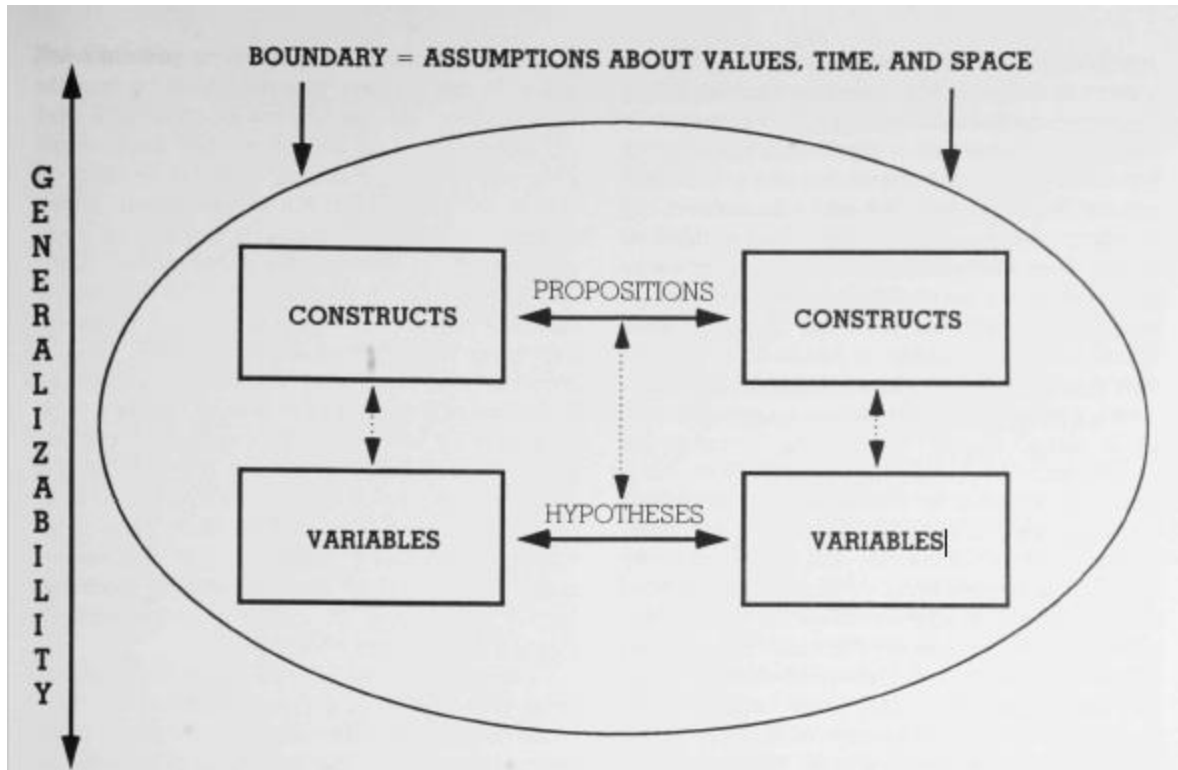 BOUNDARY = ASSUMPTIONS ABOUT VALUES, TIME, AND SPACE
GENERALIZABILITY
PROPOSITIONS
CONSTRUCTS
CONSTRUCTS
HYPOTHESES
VARIABLES
VARIABLES